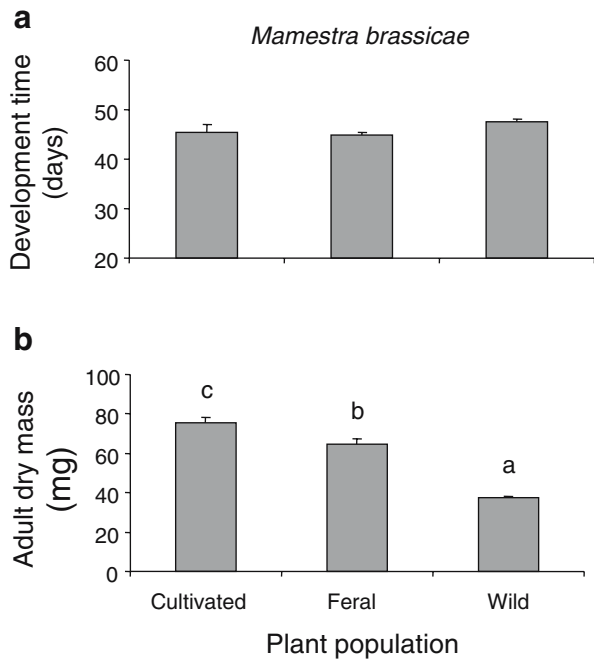 a
Mamestra brassicae
Development time
(days)
60
50
40
30
20
b
Adult dry mass
(mg)
100
80
60
40
20
0
c
b
a
Cultivated Feral Wild
Plant population